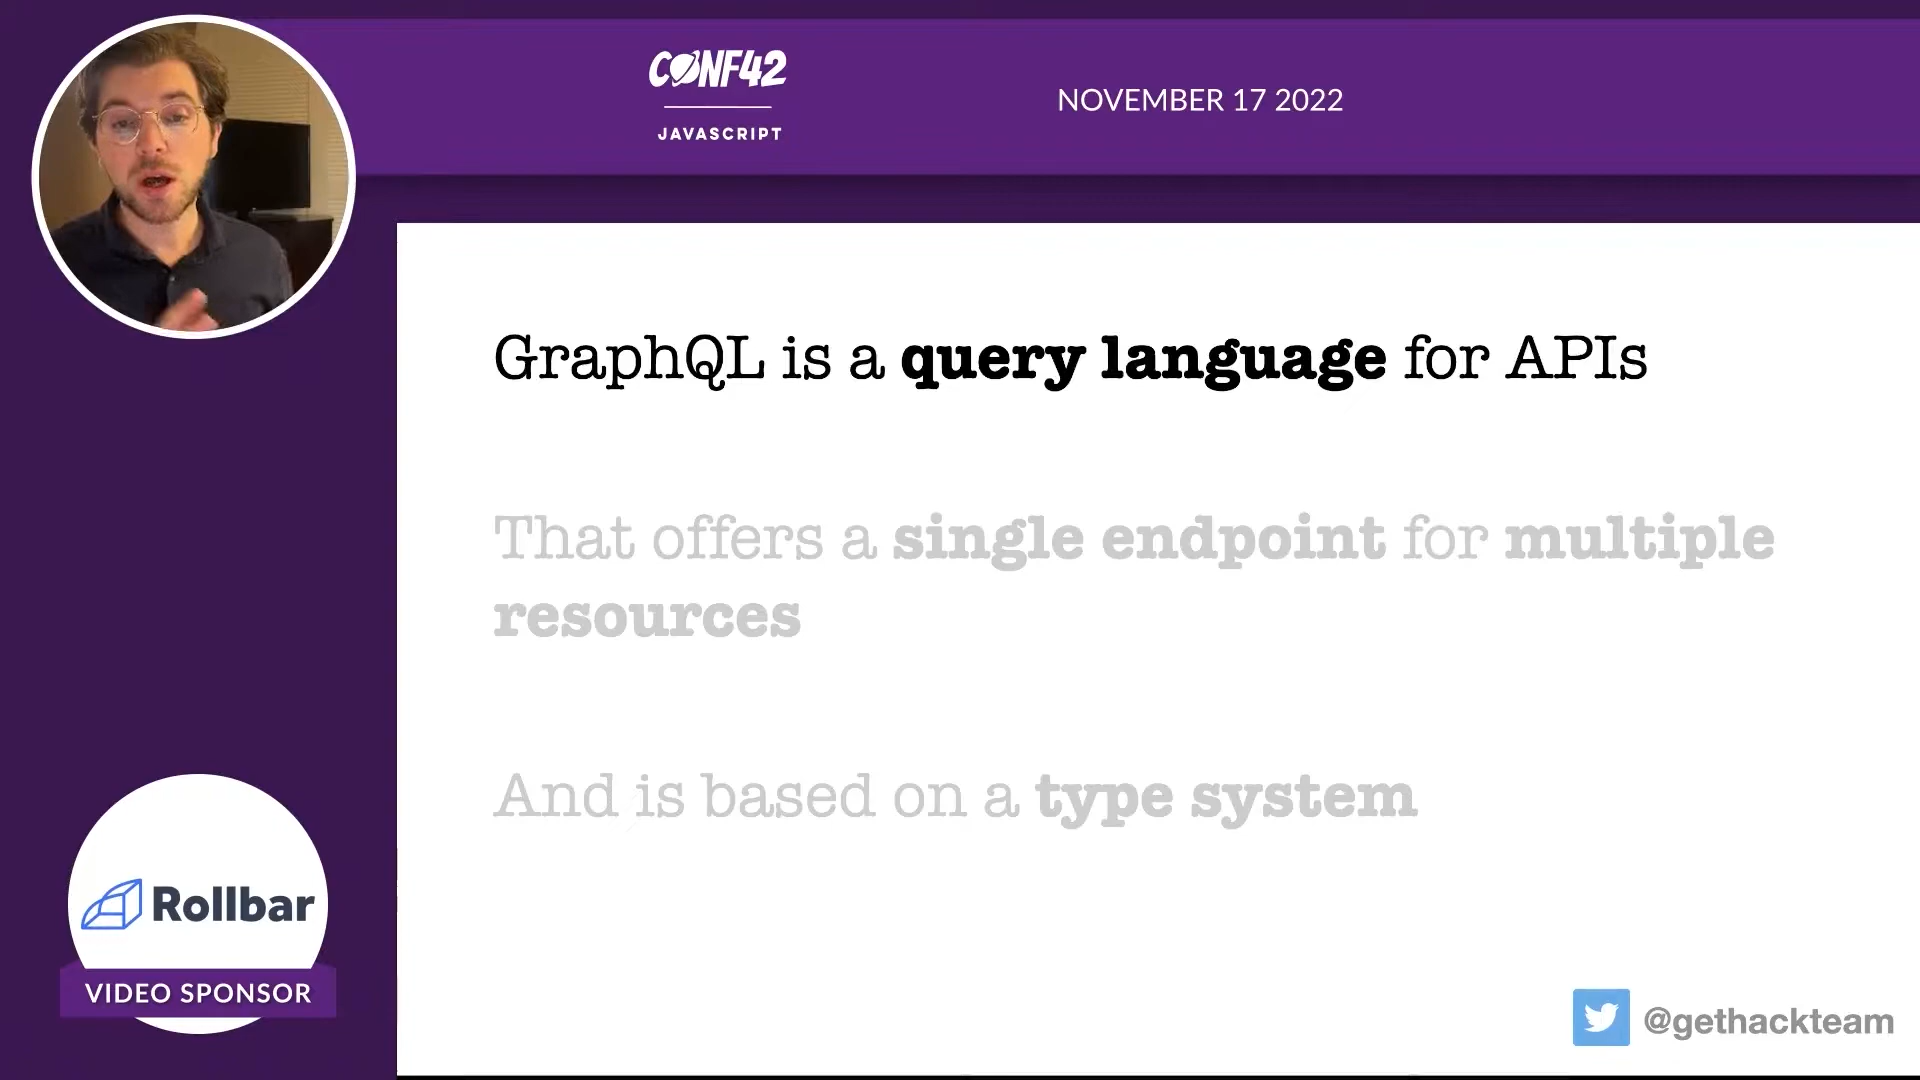 CONF42
JAVASCRIPT
NOVEMBER 17 2022
GraphQL is a query language for APIs
That offers a single endpoint for multiple
resources
And is based on a type system
Rollbar
VIDEO SPONSOR
@gethackteam